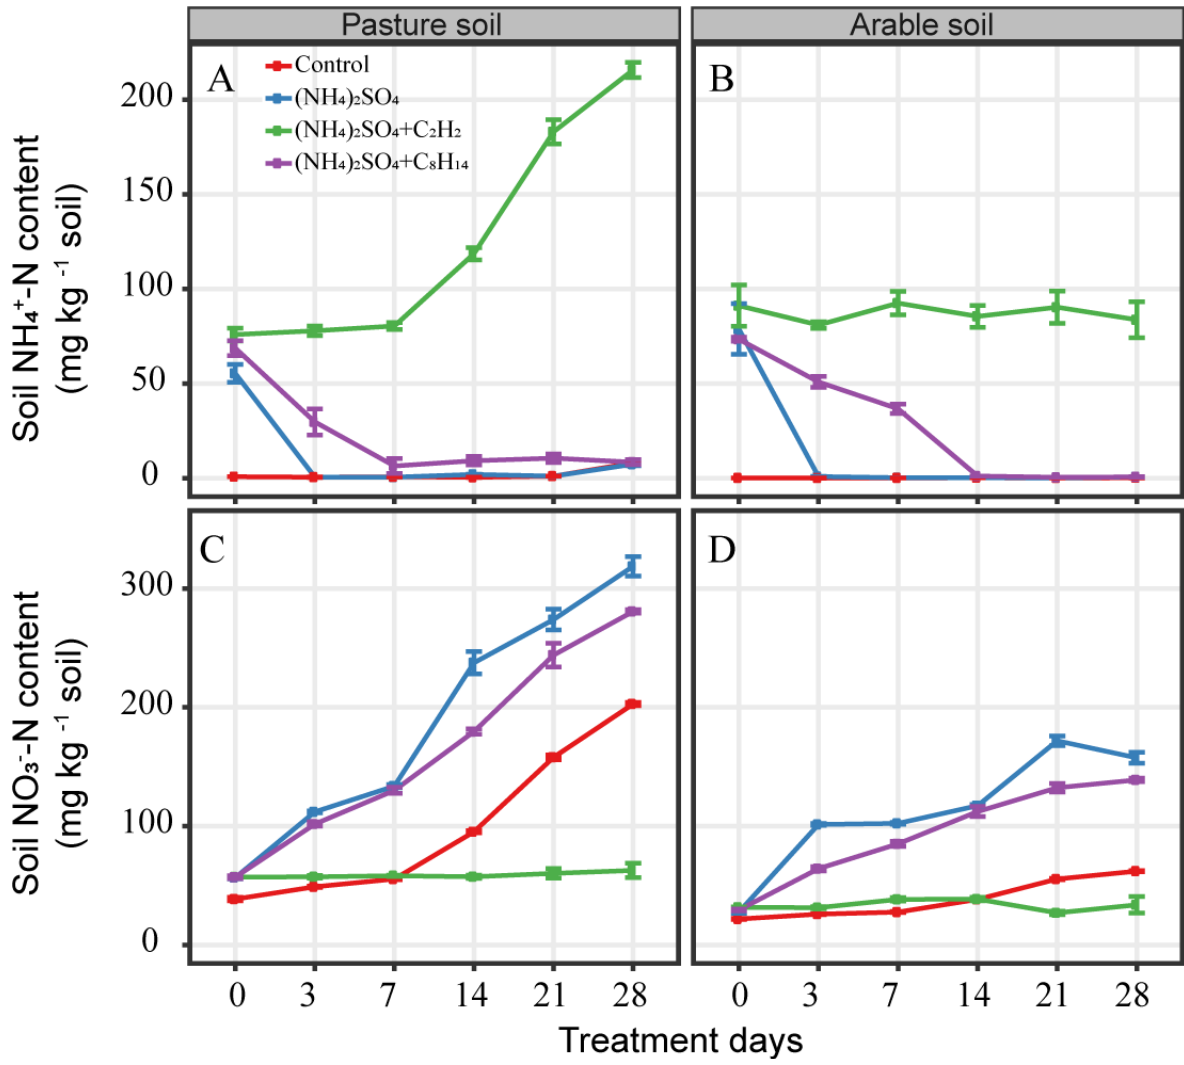 Pasture soil
Arable soil
A
Control
(NH₄)₂SO₄
(NH₄)₂SO₄+C₂H₂
(NH₄)₂SO₄+C₈H₁₄
B
200
150
100
50
0
Soil NH₄⁺-N content
(mg kg ⁻¹ soil)
C
D
300
200
100
0
Soil NO₃⁻-N content
(mg kg ⁻¹ soil)
0 3 7 14 21 28
0 3 7 14 21 28
Treatment days